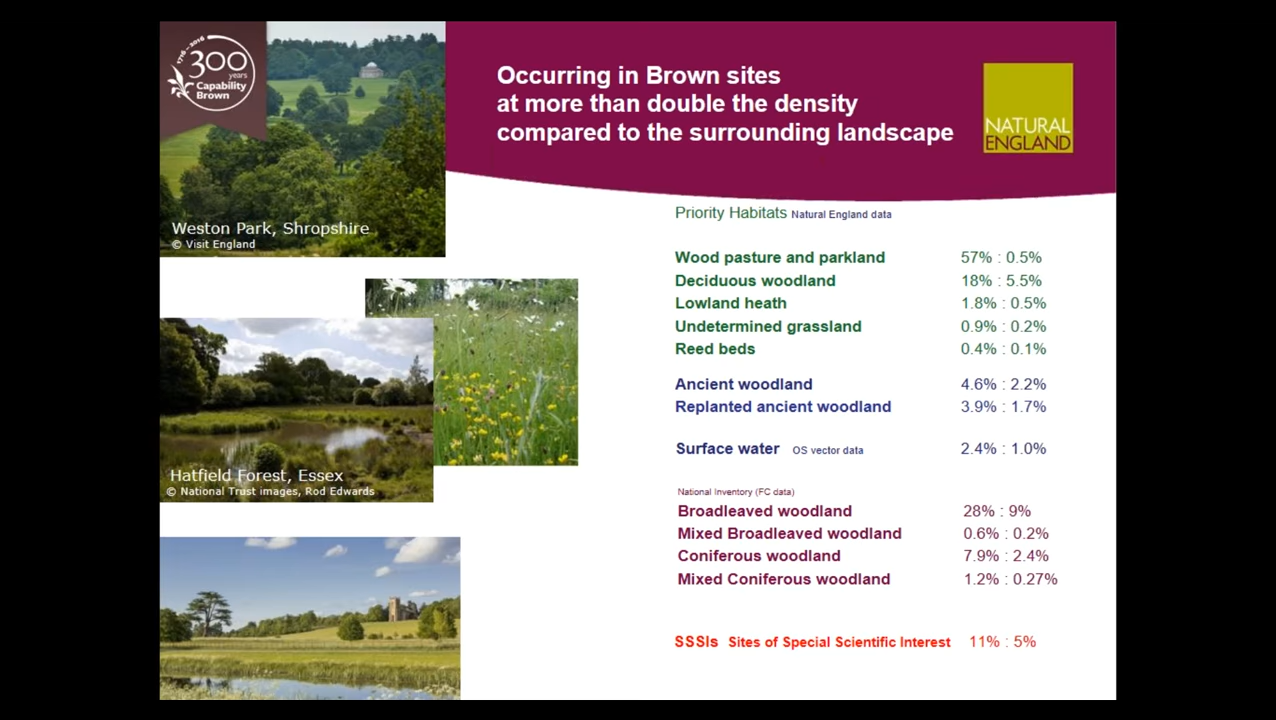 1716 - 2016
300
years
Capability
Brown
Occurring in Brown sites
at more than double the density
compared to the surrounding landscape
NATURAL
ENGLAND
Weston Park, Shropshire
© Visit England
Priority Habitats Natural England data
Wood pasture and parkland 57% : 0.5%
Deciduous woodland 18% : 5.5%
Lowland heath 1.8% : 0.5%
Undetermined grassland 0.9% : 0.2%
Reed beds 0.4% : 0.1%
Ancient woodland 4.6% : 2.2%
Replanted ancient woodland 3.9% : 1.7%
Surface water OS vector data 2.4% : 1.0%
Hatfield Forest, Essex
© National Trust images, Rod Edwards
National Inventory (FC data)
Broadleaved woodland 28% : 9%
Mixed Broadleaved woodland 0.6% : 0.2%
Coniferous woodland 7.9% : 2.4%
Mixed Coniferous woodland 1.2% : 0.27%
SSSIs Sites of Special Scientific Interest 11% : 5%